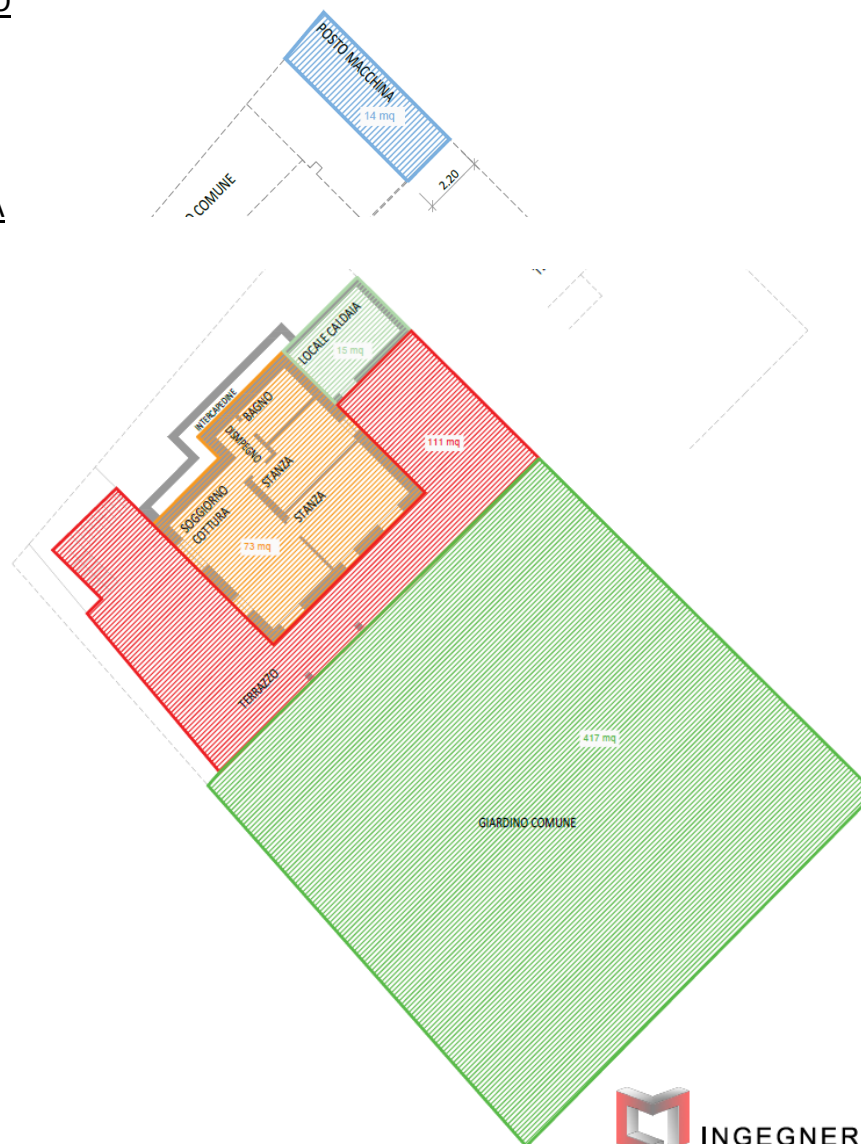 POSTO MACCHINA
14 mq
2.20
O COMUNE
A
LOCALE CALDAIA
15 mq
INTERCAPEDINE
BAGNO
DISIMPEGNO
111 mq
STANZA
SOGGIORNO
COTTURA
STANZA
73 mq
TERRAZZO
417 mq
GIARDINO COMUNE
INGEGNER